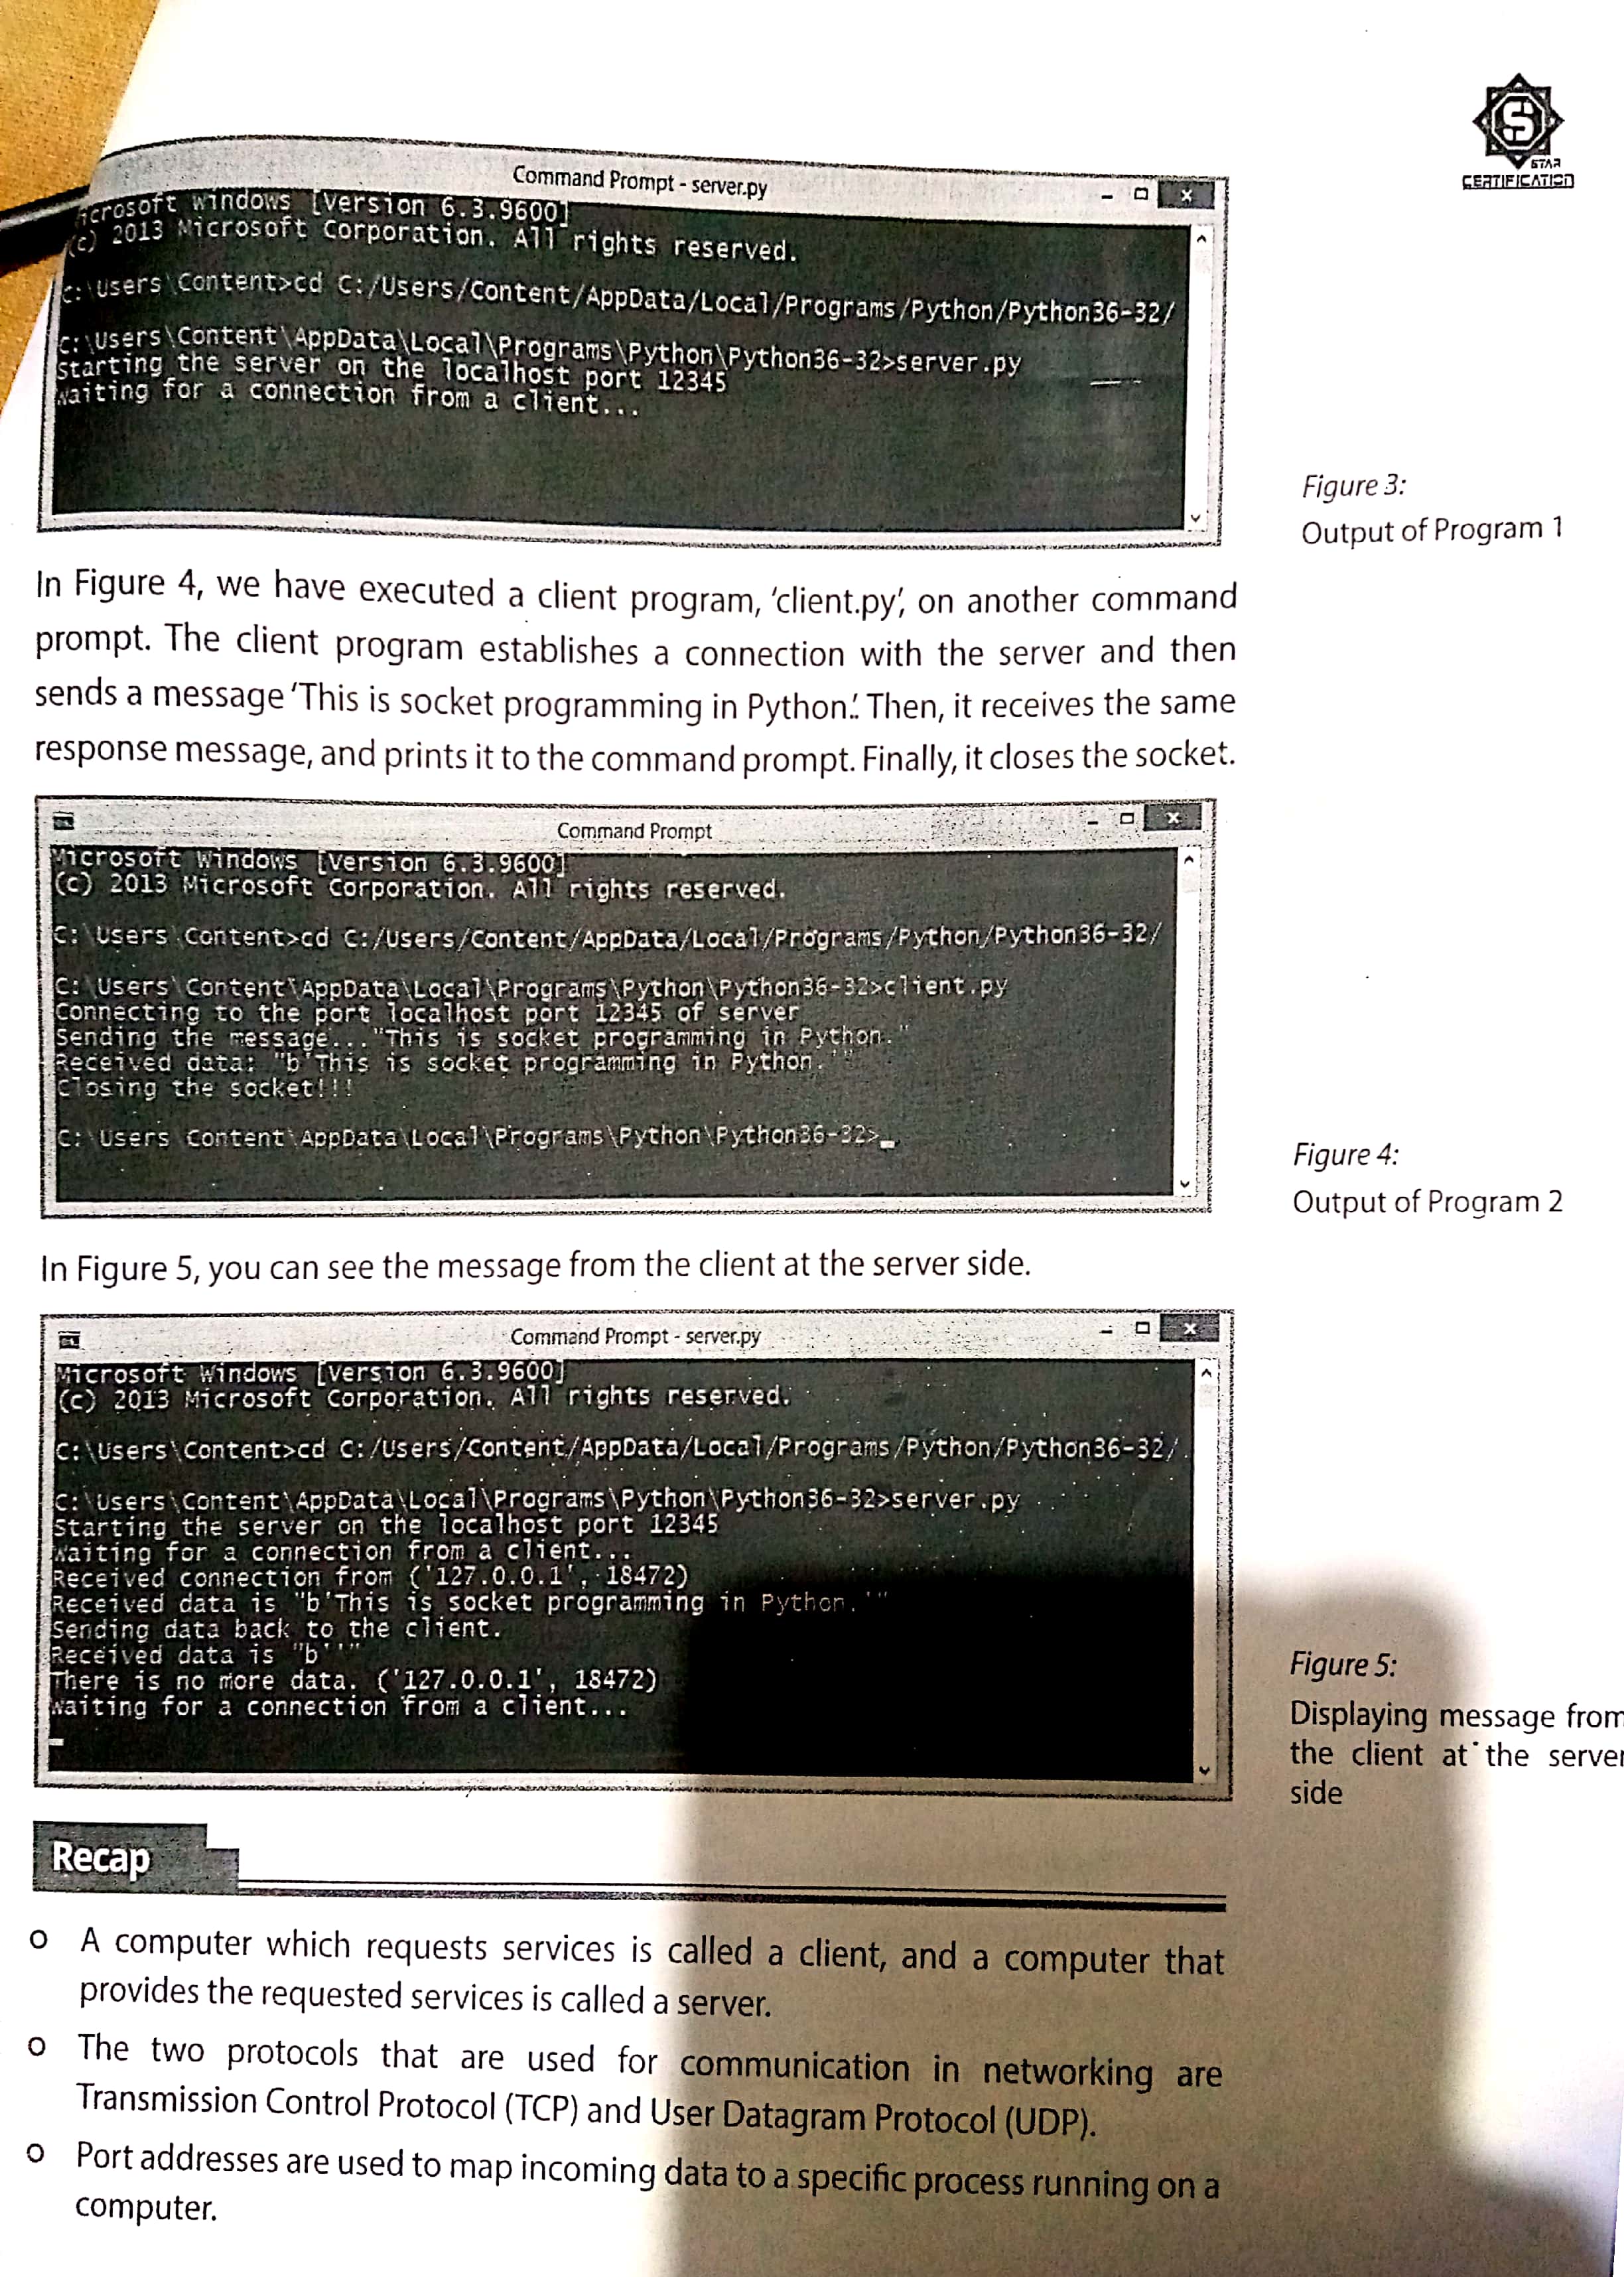 STAR
CERTIFICATION
Command Prompt - server.py
icrosoft Windows [Version 6.3.9600]
(c) 2013 Microsoft Corporation. All rights reserved.
C:\Users\Content>cd C:/Users/Content/AppData/Local/Programs/Python/Python36-32/
C:\Users\Content\AppData\Local\Programs\Python\Python36-32>server.py
Starting the server on the localhost port 12345
Waiting for a connection from a client...
Figure 3:
Output of Program 1
In Figure 4, we have executed a client program, 'client.py', on another command
prompt. The client program establishes a connection with the server and then
sends a message 'This is socket programming in Python.' Then, it receives the same
response message, and prints it to the command prompt. Finally, it closes the socket.
Command Prompt
Microsoft Windows [Version 6.3.9600]
(c) 2013 Microsoft Corporation. All rights reserved.
C:\Users\Content>cd C:/Users/Content/AppData/Local/Programs/Python/Python36-32/
C:\Users\Content\AppData\Local\Programs\Python\Python36-32>client.py
Connecting to the port localhost port 12345 of server
Sending the message... "This is socket programming in Python."
Received data: "b'This is socket programming in Python.'"
Closing the socket!!!
C:\Users\Content\AppData\Local\Programs\Python\Python36-32>_
Figure 4:
Output of Program 2
In Figure 5, you can see the message from the client at the server side.
Command Prompt - server.py
Microsoft Windows [Version 6.3.9600]
(c) 2013 Microsoft Corporation. All rights reserved.
C:\Users\Content>cd C:/Users/Content/AppData/Local/Programs/Python/Python36-32/
C:\Users\Content\AppData\Local\Programs\Python\Python36-32>server.py
Starting the server on the localhost port 12345
Waiting for a connection from a client...
Received connection from ('127.0.0.1', 18472)
Received data is "b'This is socket programming in Python.'"
Sending data back to the client.
Received data is "b''"
There is no more data. ('127.0.0.1', 18472)
Waiting for a connection from a client...
Figure 5:
Displaying message from
the client at the server
side
Recap
o A computer which requests services is called a client, and a computer that
provides the requested services is called a server.
o The two protocols that are used for communication in networking are
Transmission Control Protocol (TCP) and User Datagram Protocol (UDP).
o Port addresses are used to map incoming data to a specific process running on a
computer.